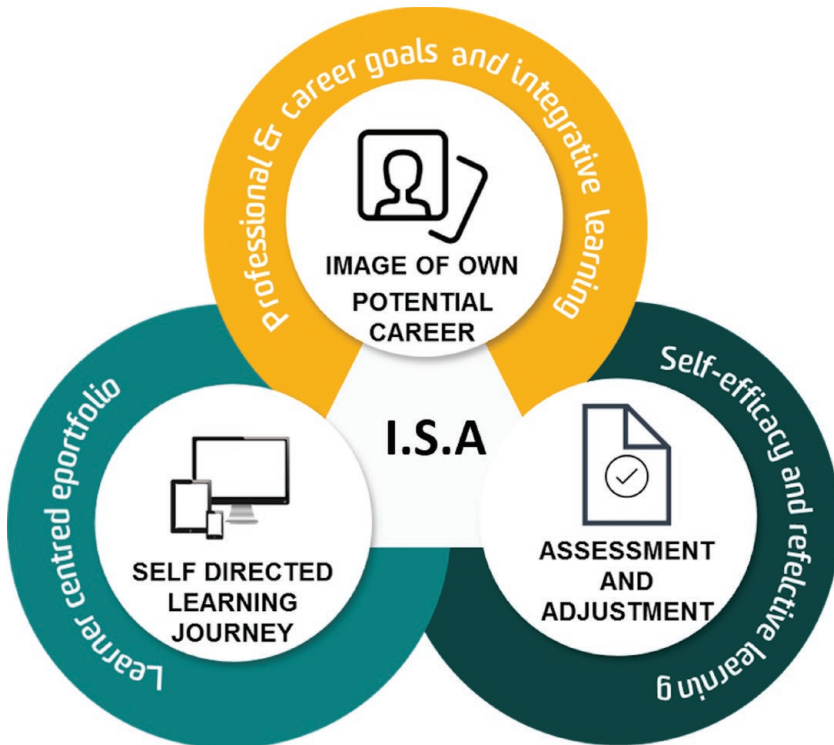 Professional & career goals and integrative learning
IMAGE OF OWN
POTENTIAL
CAREER
I.S.A
Learner centred eportfolio
SELF DIRECTED
LEARNING
JOURNEY
Self-efficacy and refelctive learning
ASSESSMENT
AND
ADJUSTMENT